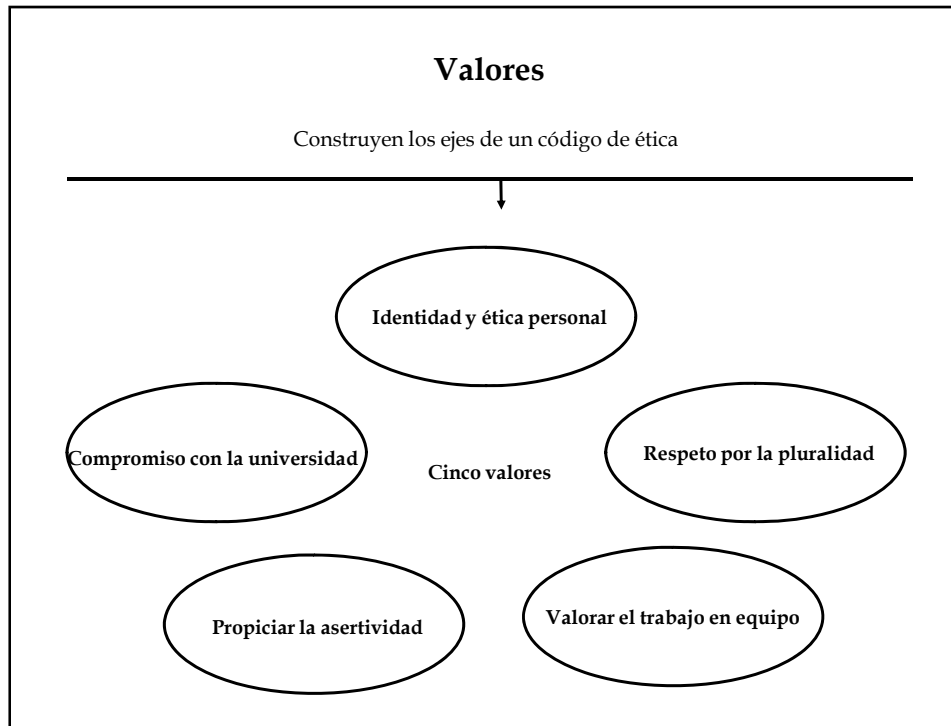 Valores
Construyen los ejes de un código de ética
Identidad y ética personal
Compromiso con la universidad
Cinco valores
Respeto por la pluralidad
Propiciar la asertividad
Valorar el trabajo en equipo